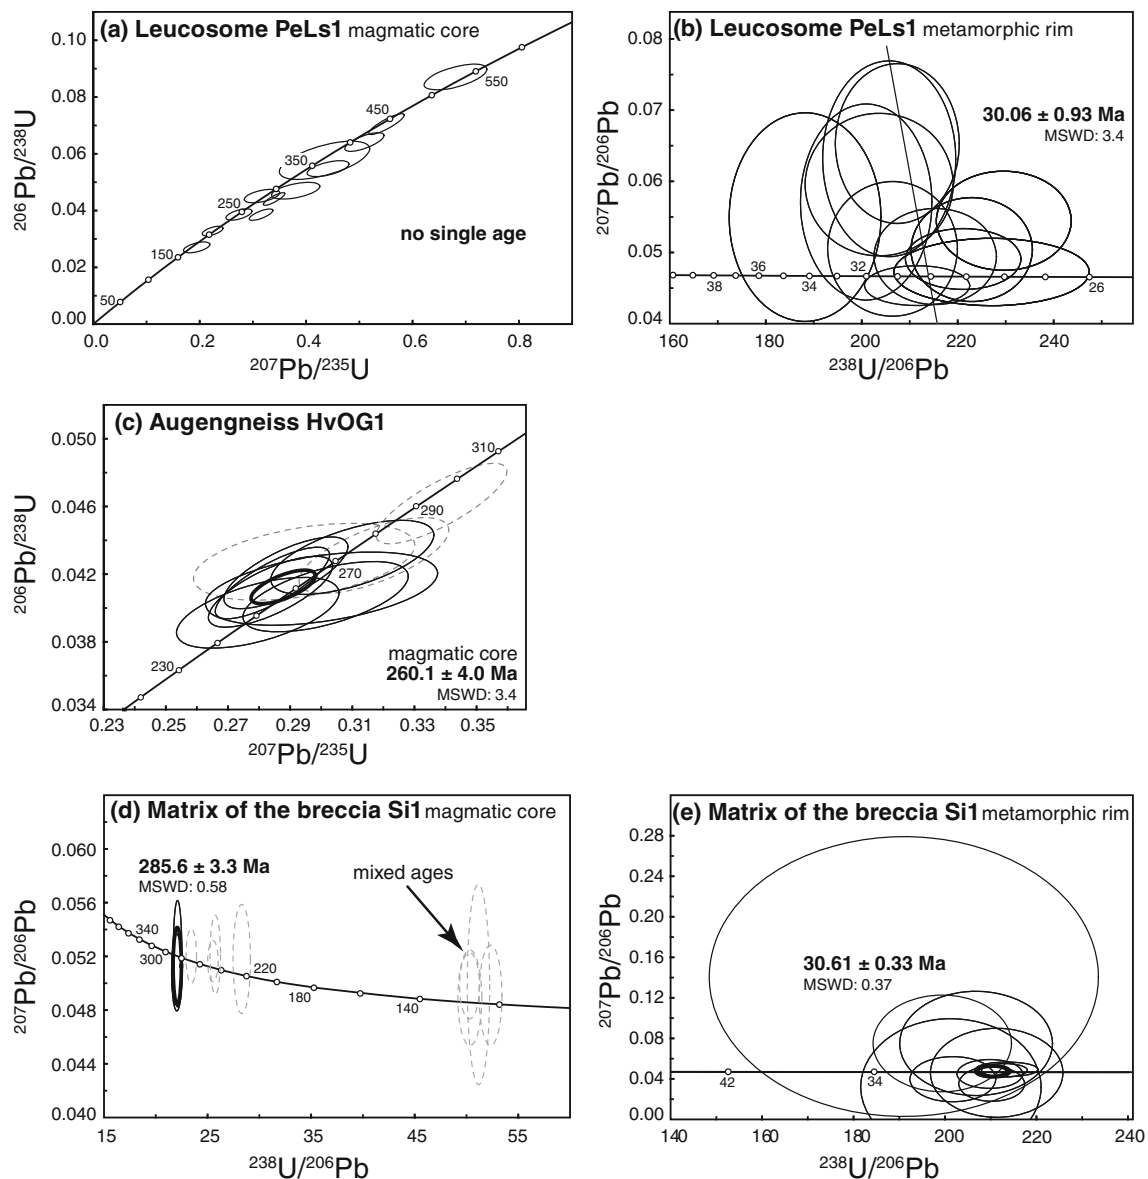 (a) Leucosome PeLs1 magmatic core
0.10
0.08
0.06
0.04
0.02
0.00
206Pb/238U
550
450
350
250
150
50
no single age
0.0 0.2 0.4 0.6 0.8
207Pb/235U
(b) Leucosome PeLs1 metamorphic rim
0.08
0.07
0.06
0.05
0.04
207Pb/206Pb
30.06 ± 0.93 Ma
MSWD: 3.4
38 36 34 32 26
160 180 200 220 240
238U/206Pb
(c) Augengneiss HvOG1
0.050
0.046
0.042
0.038
0.034
206Pb/238U
310
290
270
230
magmatic core
260.1 ± 4.0 Ma
MSWD: 3.4
0.23 0.25 0.27 0.29 0.31 0.33 0.35
207Pb/235U
(d) Matrix of the breccia Si1 magmatic core
0.060
0.056
0.052
0.048
0.044
0.040
207Pb/206Pb
285.6 ± 3.3 Ma
MSWD: 0.58
mixed ages
340
300
220
180
140
15 25 35 45 55
238U/206Pb
(e) Matrix of the breccia Si1 metamorphic rim
0.28
0.24
0.20
0.16
0.12
0.08
0.04
0.00
207Pb/206Pb
30.61 ± 0.33 Ma
MSWD: 0.37
42 34
140 160 180 200 220 240
238U/206Pb